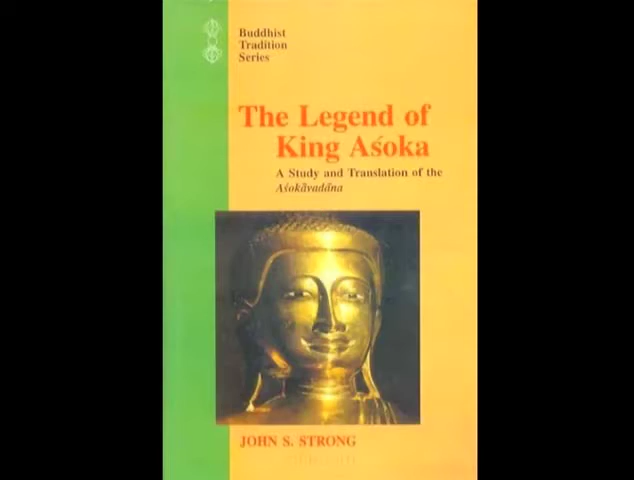 Buddhist
Tradition
Series
The Legend of
King Aśoka
A Study and Translation of the
Aśokāvadāna
JOHN S. STRONG